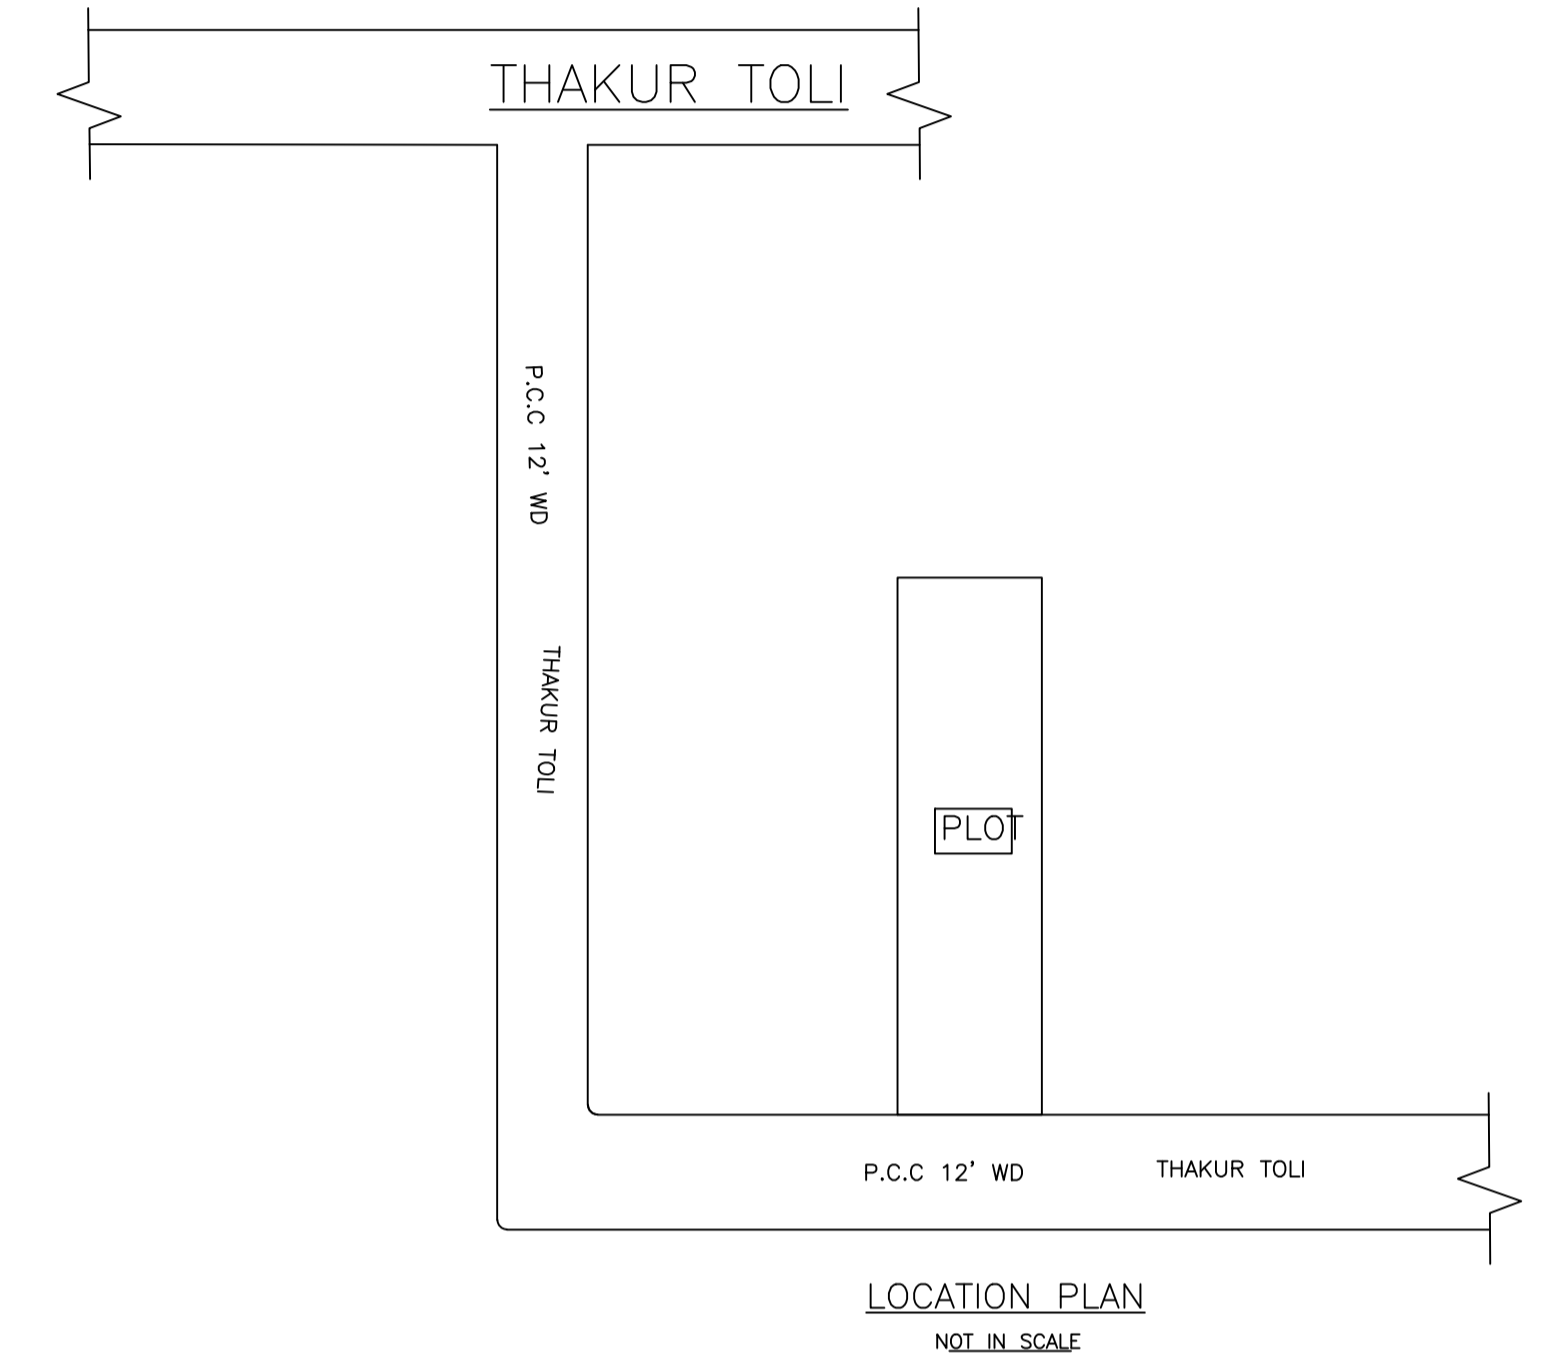 THAKUR TOLI
P.C.C 12' WD
THAKUR TOLI
PLOT
P.C.C 12' WD THAKUR TOLI
LOCATION PLAN
NOT IN SCALE